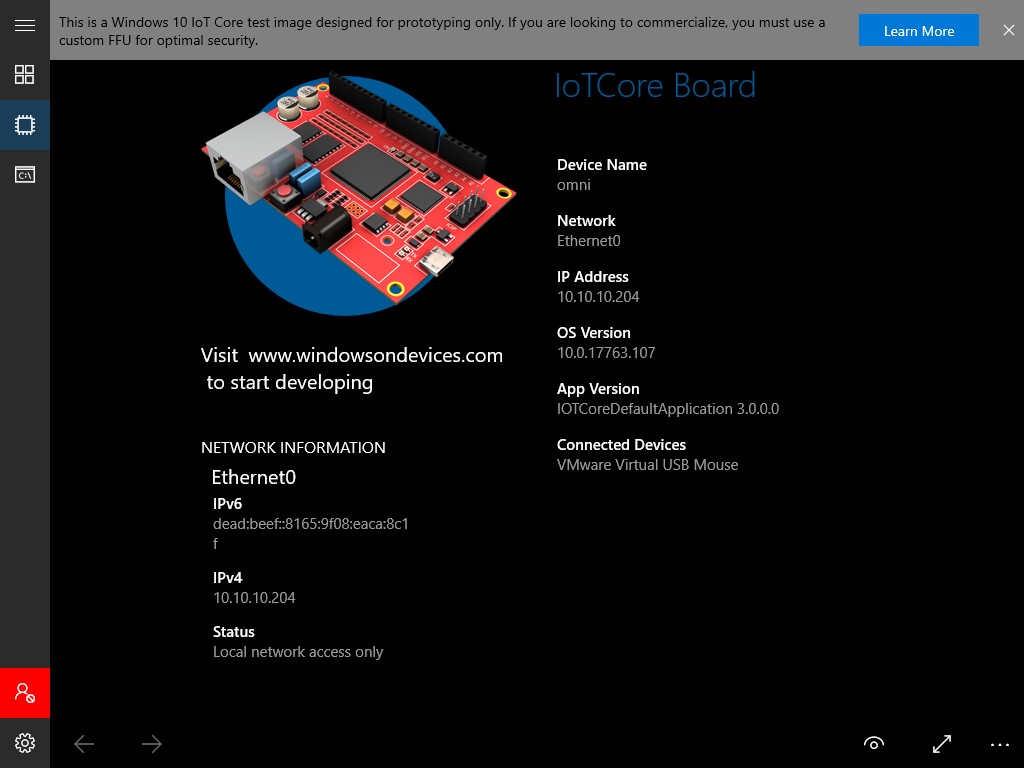 This is a Windows 10 IoT Core test image designed for prototyping only. If you are looking to commercialize, you must use a
custom FFU for optimal security.
Learn More
IoTCore Board
C:\
Device Name
omni
Network
Ethernet0
IP Address
10.10.10.204
OS Version
10.0.17763.107
App Version
IOTCoreDefaultApplication 3.0.0.0
Connected Devices
VMware Virtual USB Mouse
Visit www.windowsondevices.com
to start developing
NETWORK INFORMATION
Ethernet0
IPv6
dead:beef::8165:9f08:eaca:8c1
f
IPv4
10.10.10.204
Status
Local network access only